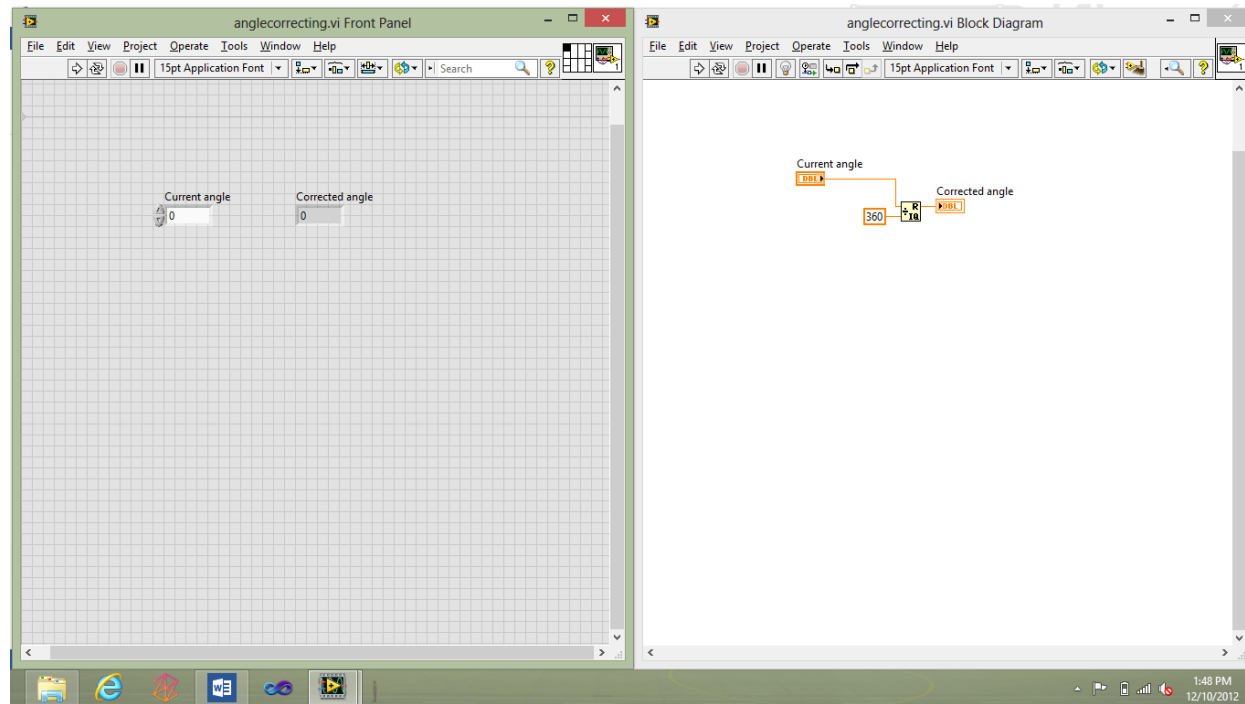 anglecorrecting.vi Front Panel
File Edit View Project Operate Tools Window Help
15pt Application Font
Search
?
1
Current angle
0
Corrected angle
0
anglecorrecting.vi Block Diagram
File Edit View Project Operate Tools Window Help
15pt Application Font
?
1
Current angle
DBL
Corrected angle
DBL
360
R
IQ
1:48 PM
12/10/2012